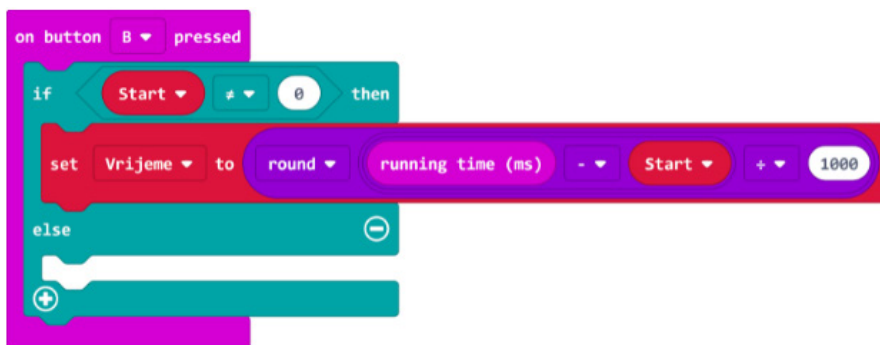 on button B pressed
if Start ≠ 0 then
set Vrijeme to round running time (ms) - Start ÷ 1000
else